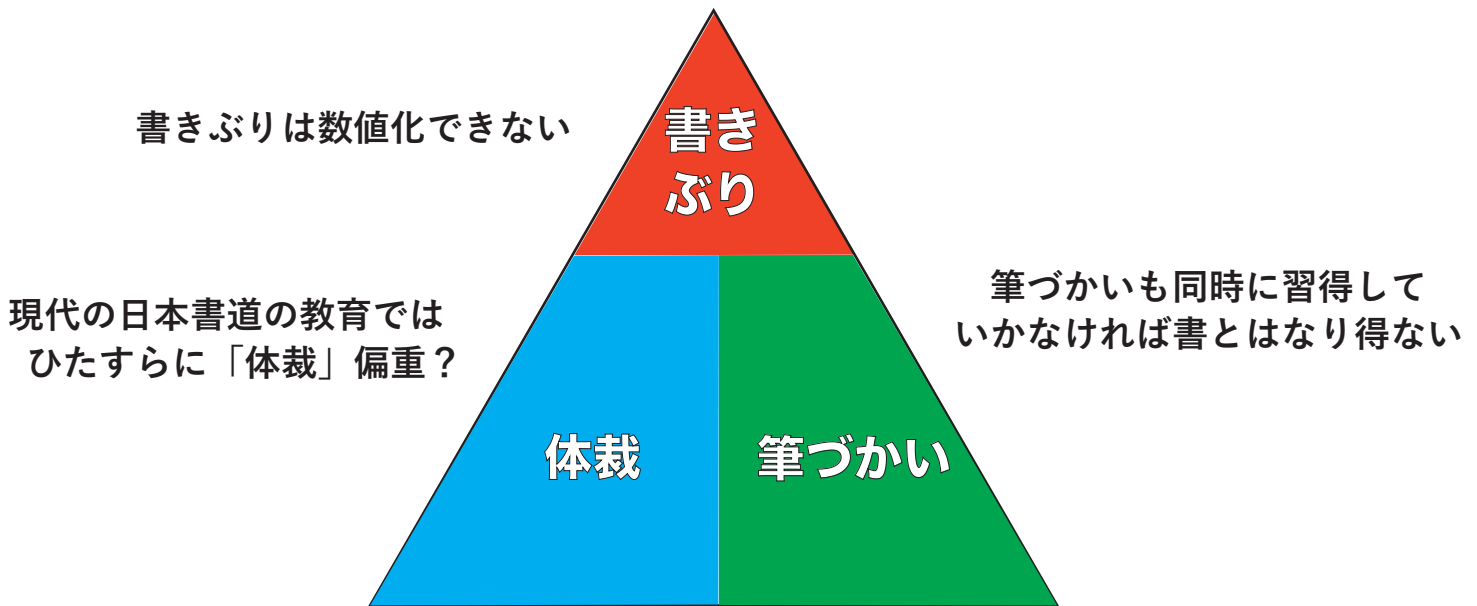 書きぶりは数値化できない
書き
ぶり
現代の日本書道の教育では
ひたすらに「体裁」偏重？
筆づかいも同時に習得して
いかなければ書とはなり得ない
体裁
筆づかい